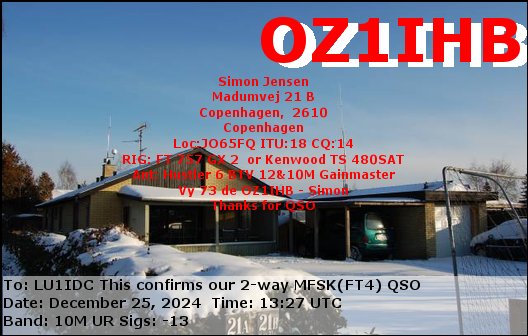 OZ1IHB
Simon Jensen
Madumvej 21 B
Copenhagen, 2610
Copenhagen
Loc:JO65FQ ITU:18 CQ:14
RIG: FT 757 GX 2 or Kenwood TS 480SAT
Ant: Hustler 6 BTV 12&10M Gainmaster
Vy 73 de OZ1IHB - Simon
Thanks for QSO
To: LU1IDC This confirms our 2-way MFSK(FT4) QSO
Date: December 25, 2024 Time: 13:27 UTC
Band: 10M UR Sigs: -13